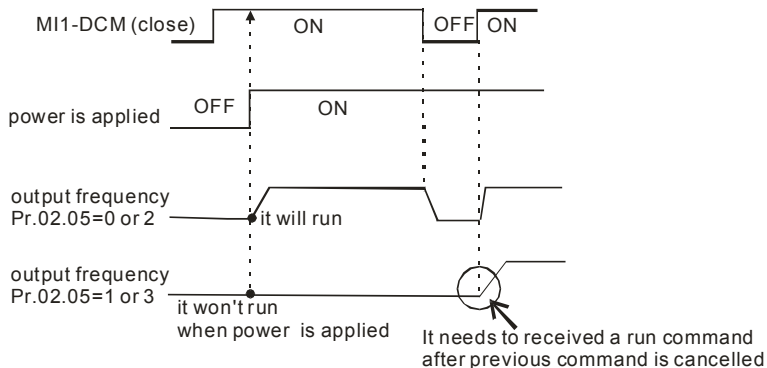 MI1-DCM (close)
ON
OFF
ON
power is applied
OFF
ON
output frequency
Pr.02.05=0 or 2
it will run
output frequency
Pr.02.05=1 or 3
it won't run
when power is applied
It needs to received a run command
after previous command is cancelled